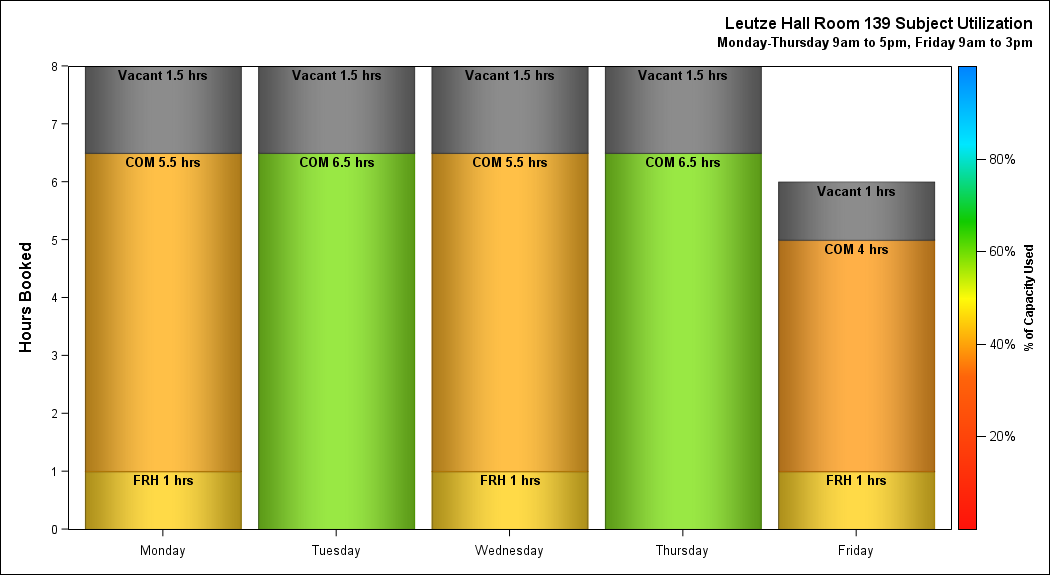 Leutze Hall Room 139 Subject Utilization
Monday-Thursday 9am to 5pm, Friday 9am to 3pm
Hours Booked
8
7
6
5
4
3
2
1
0
Vacant 1.5 hrs
COM 5.5 hrs
FRH 1 hrs
Vacant 1.5 hrs
COM 6.5 hrs
Vacant 1.5 hrs
COM 5.5 hrs
FRH 1 hrs
Vacant 1.5 hrs
COM 6.5 hrs
Vacant 1 hrs
COM 4 hrs
FRH 1 hrs
Monday
Tuesday
Wednesday
Thursday
Friday
80%
60%
40%
20%
% of Capacity Used